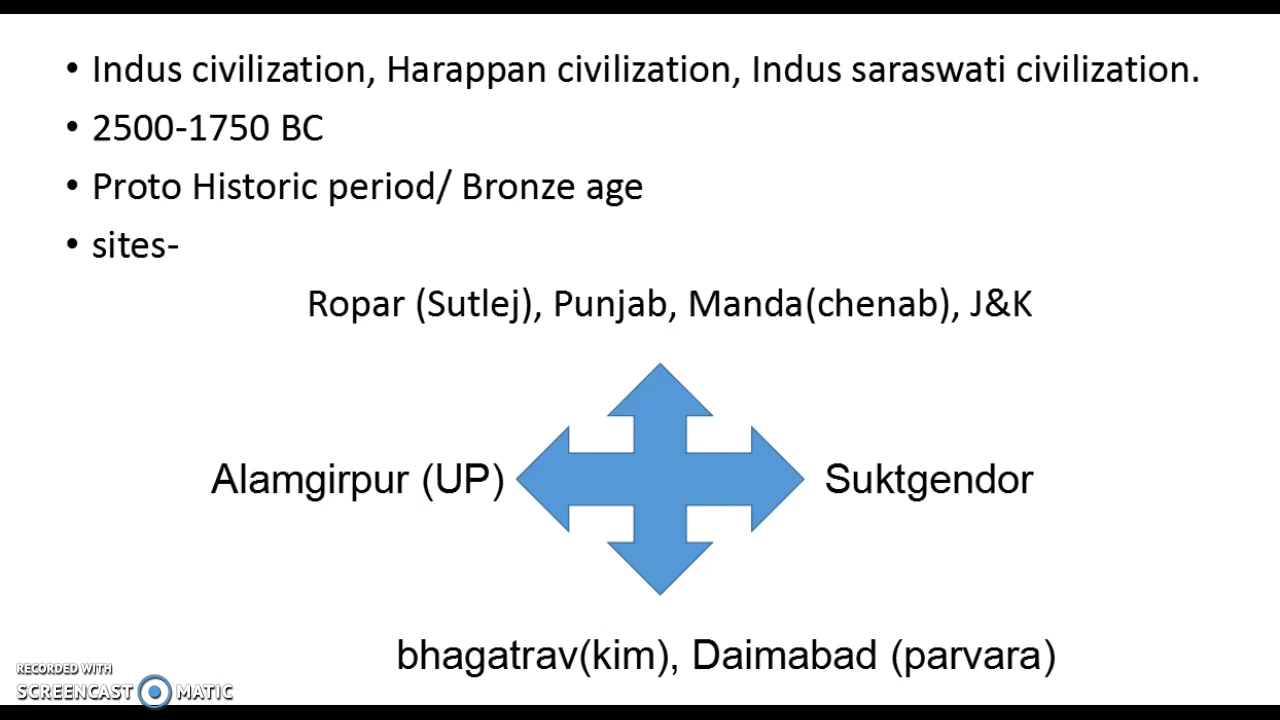 • Indus civilization, Harappan civilization, Indus saraswati civilization.
• 2500-1750 BC
• Proto Historic period/ Bronze age
• sites-
Ropar (Sutlej), Punjab, Manda(chenab), J&K
Alamgirpur (UP)
Suktgendor
bhagatrav(kim), Daimabad (parvara)
RECORDED WITH
SCREENCAST MATIC